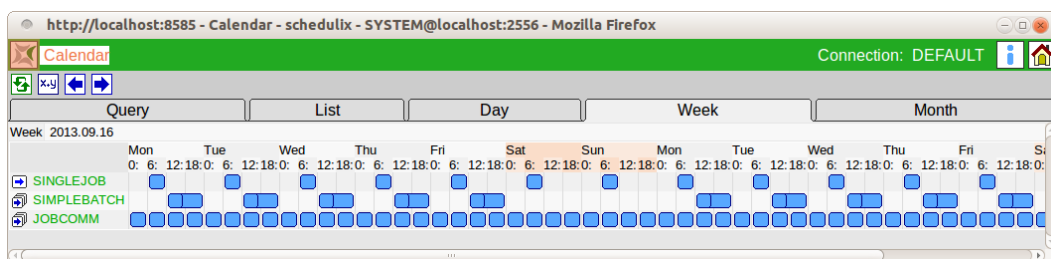 http://localhost:8585 - Calendar - schedulix - SYSTEM@localhost:2556 - Mozilla Firefox
Calendar Connection: DEFAULT
x,y
Query List Day Week Month
Week 2013.09.16
Mon Tue Wed Thu Fri Sat Sun Mon Tue Wed Thu Fri Sa
0: 6: 12:18:0: 6: 12:18:0: 6: 12:18:0: 6: 12:18:0: 6: 12:18:0: 6: 12:18:0: 6: 12:18:0: 6: 12:18:0: 6: 12:18:0: 6: 12:18:0: 6: 12:18:0: 6: 12:18:0:
SINGLEJOB
SIMPLEBATCH
JOBCOMM